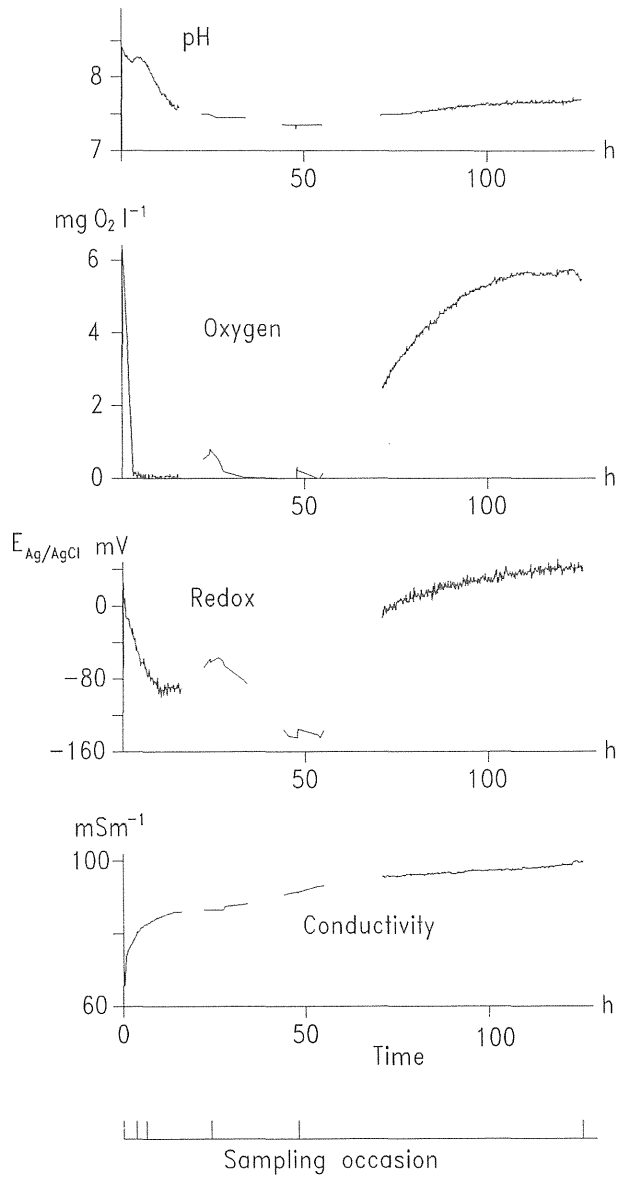 pH
8
7
50
100
h
mg O₂ l⁻¹
6
4
2
0
Oxygen
50
100
h
E Ag/AgCl mV
0
−80
−160
Redox
50
100
h
mSm⁻¹
100
60
Conductivity
0
50
100
h
Time
Sampling occasion